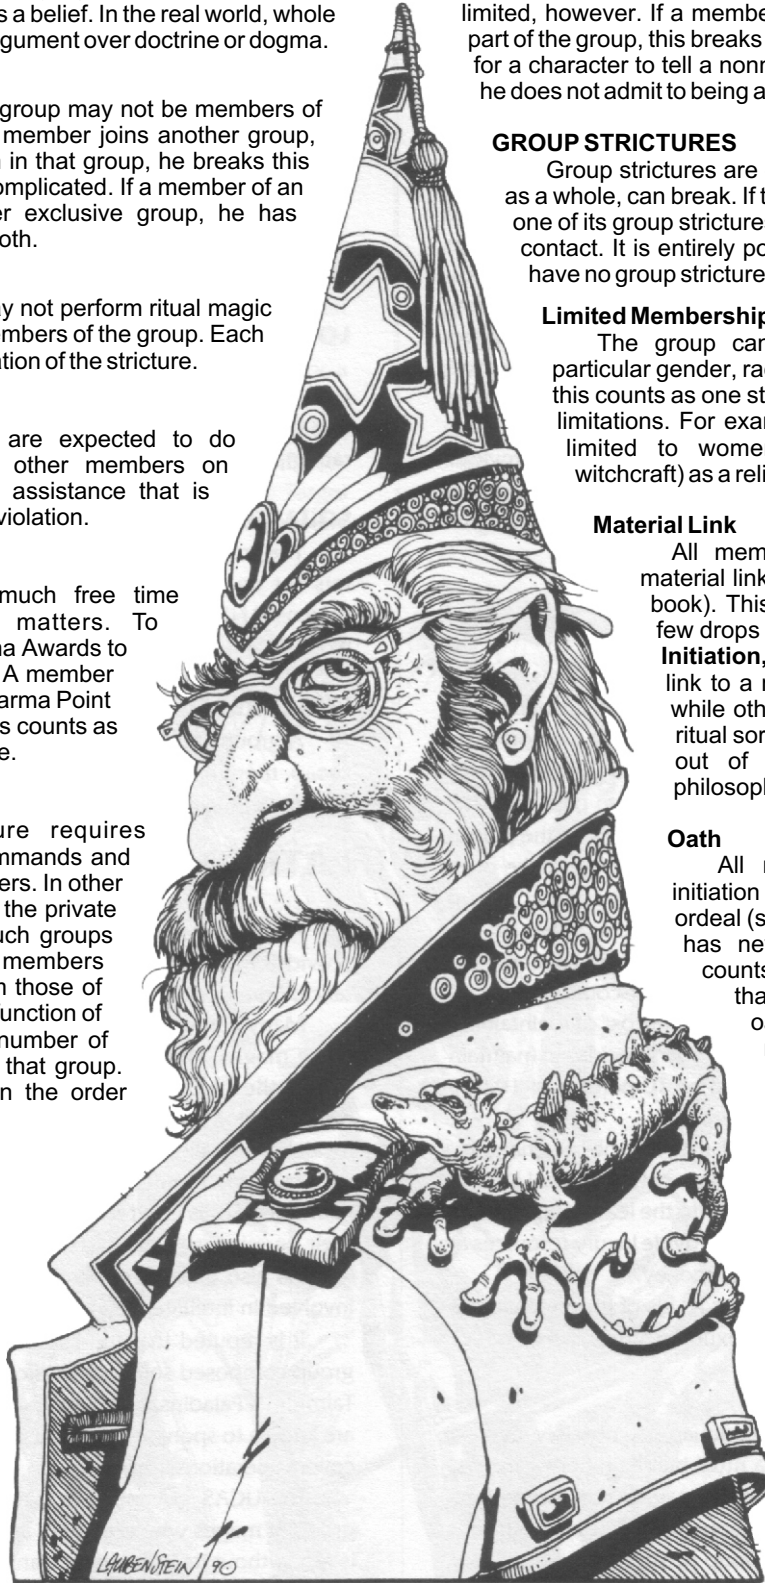 s a belief. In the real world, whole
gument over doctrine or dogma.
group may not be members of
member joins another group,
n in that group, he breaks this
omplicated. If a member of an
er exclusive group, he has
oth.
y not perform ritual magic
mbers of the group. Each
tion of the stricture.
are expected to do
other members on
assistance that is
violation.
much free time
matters. To
a Awards to
A member
arma Point
s counts as
e.
ure requires
mmands and
ers. In other
the private
uch groups
members
n those of
function of
number of
that group.
n the order
limited, however. If a membe
part of the group, this breaks
for a character to tell a nonm
he does not admit to being a
GROUP STRICTURES
Group strictures are
as a whole, can break. If t
one of its group strictures
contact. It is entirely po
have no group stricture
Limited Membership
The group can
particular gender, rac
this counts as one st
limitations. For exam
limited to wome
witchcraft) as a reli
Material Link
All mem
material link
book). This
few drops
Initiation,
link to a r
while oth
ritual sor
out of
philosoph
Oath
All r
initiation
ordeal (s
has ne
counts
tha
oa
LAUBENSTEIN 90